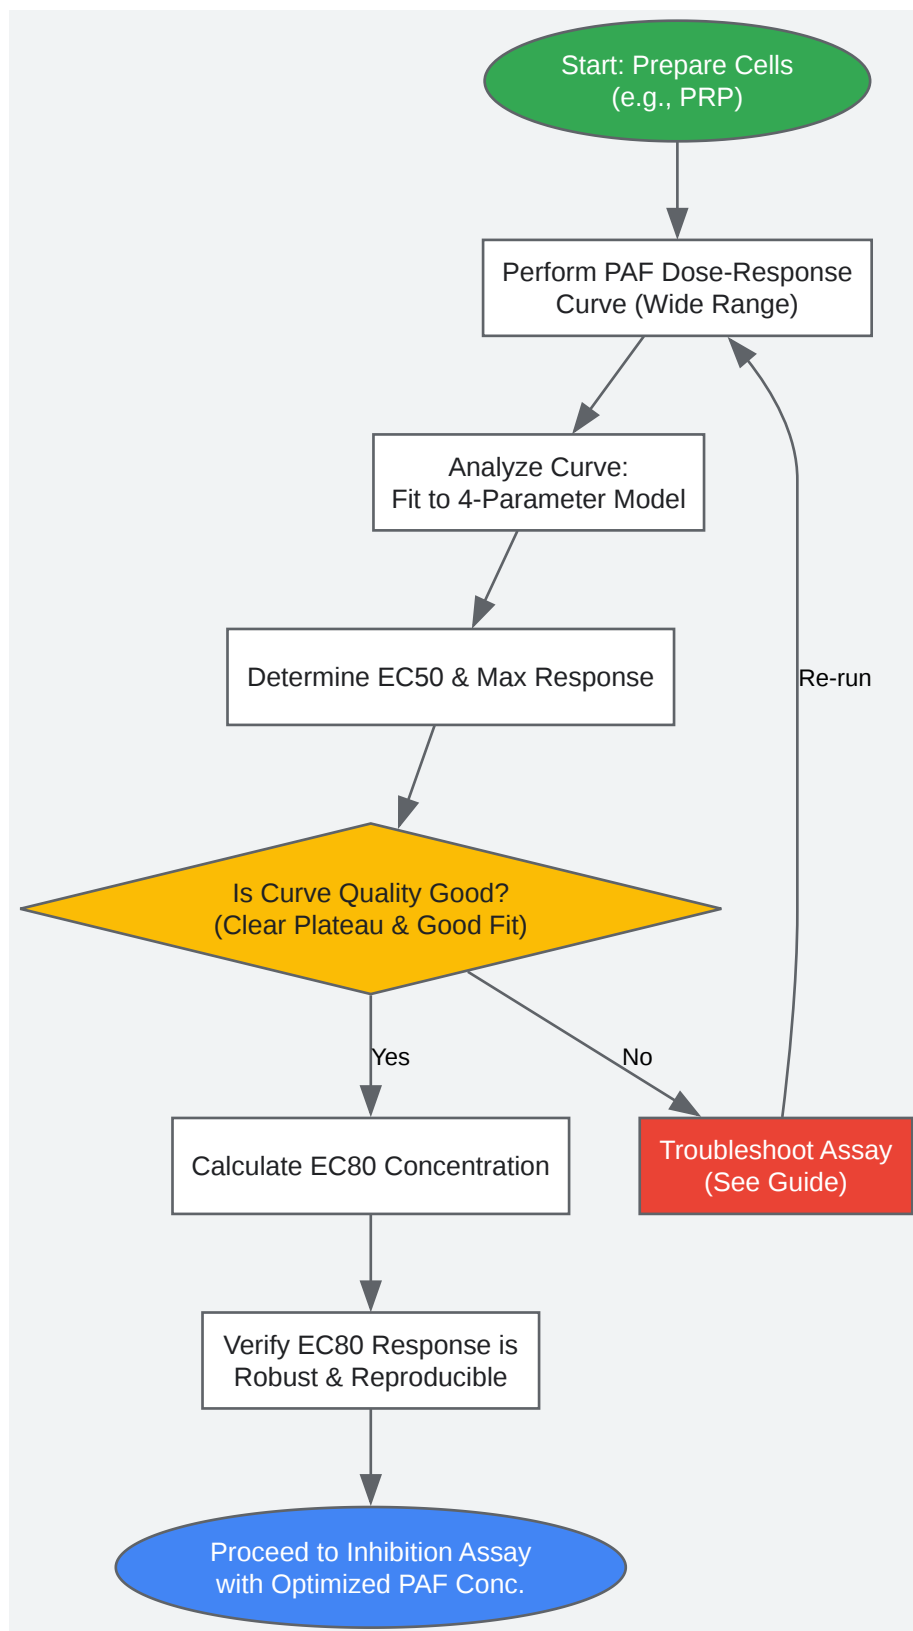 Start: Prepare Cells
(e.g., PRP)
Perform PAF Dose-Response
Curve (Wide Range)
Analyze Curve:
Fit to 4-Parameter Model
Determine EC50 & Max Response
Re-run
Is Curve Quality Good?
(Clear Plateau & Good Fit)
Yes
No
Calculate EC80 Concentration
Troubleshoot Assay
(See Guide)
Verify EC80 Response is
Robust & Reproducible
Proceed to Inhibition Assay
with Optimized PAF Conc.